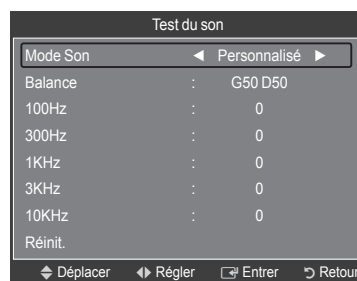 Test du son
Mode Son ◄ Personnalisé ►
Balance : G50 D50
100Hz : 0
300Hz : 0
1KHz : 0
3KHz : 0
10KHz : 0
Réinit.
Déplacer Régler Entrer Retour